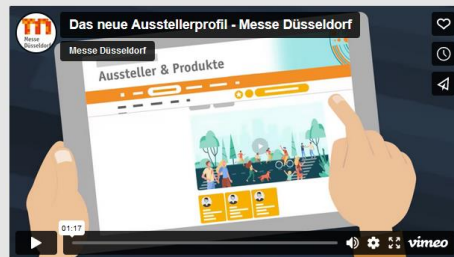 Messe
Düsseldorf
Das neue Ausstellerprofil - Messe Düsseldorf
Messe Düsseldorf
Aussteller & Produkte
01:17
vimeo